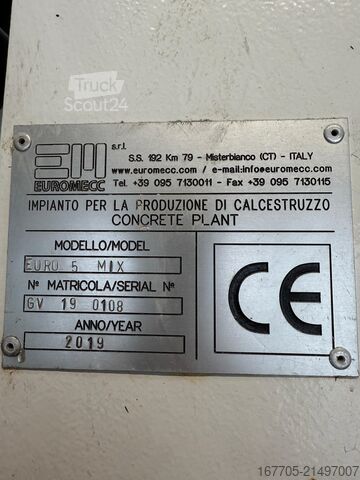 Truck
Scout24
EM s.r.l.
EUROMECC
S.S. 192 Km 79 - Misterbianco (CT) - ITALY
www.euromecc.com / e-mail:info@euromecc.com
Tel. +39 095 7130011 - Fax +39 095 7130115
IMPIANTO PER LA PRODUZIONE DI CALCESTRUZZO
CONCRETE PLANT
MODELLO/MODEL
EURO 5 MIX
Nº MATRICOLA/SERIAL Nº
GV 19 0108
ANNO/YEAR
2019
CE
167705-21497007